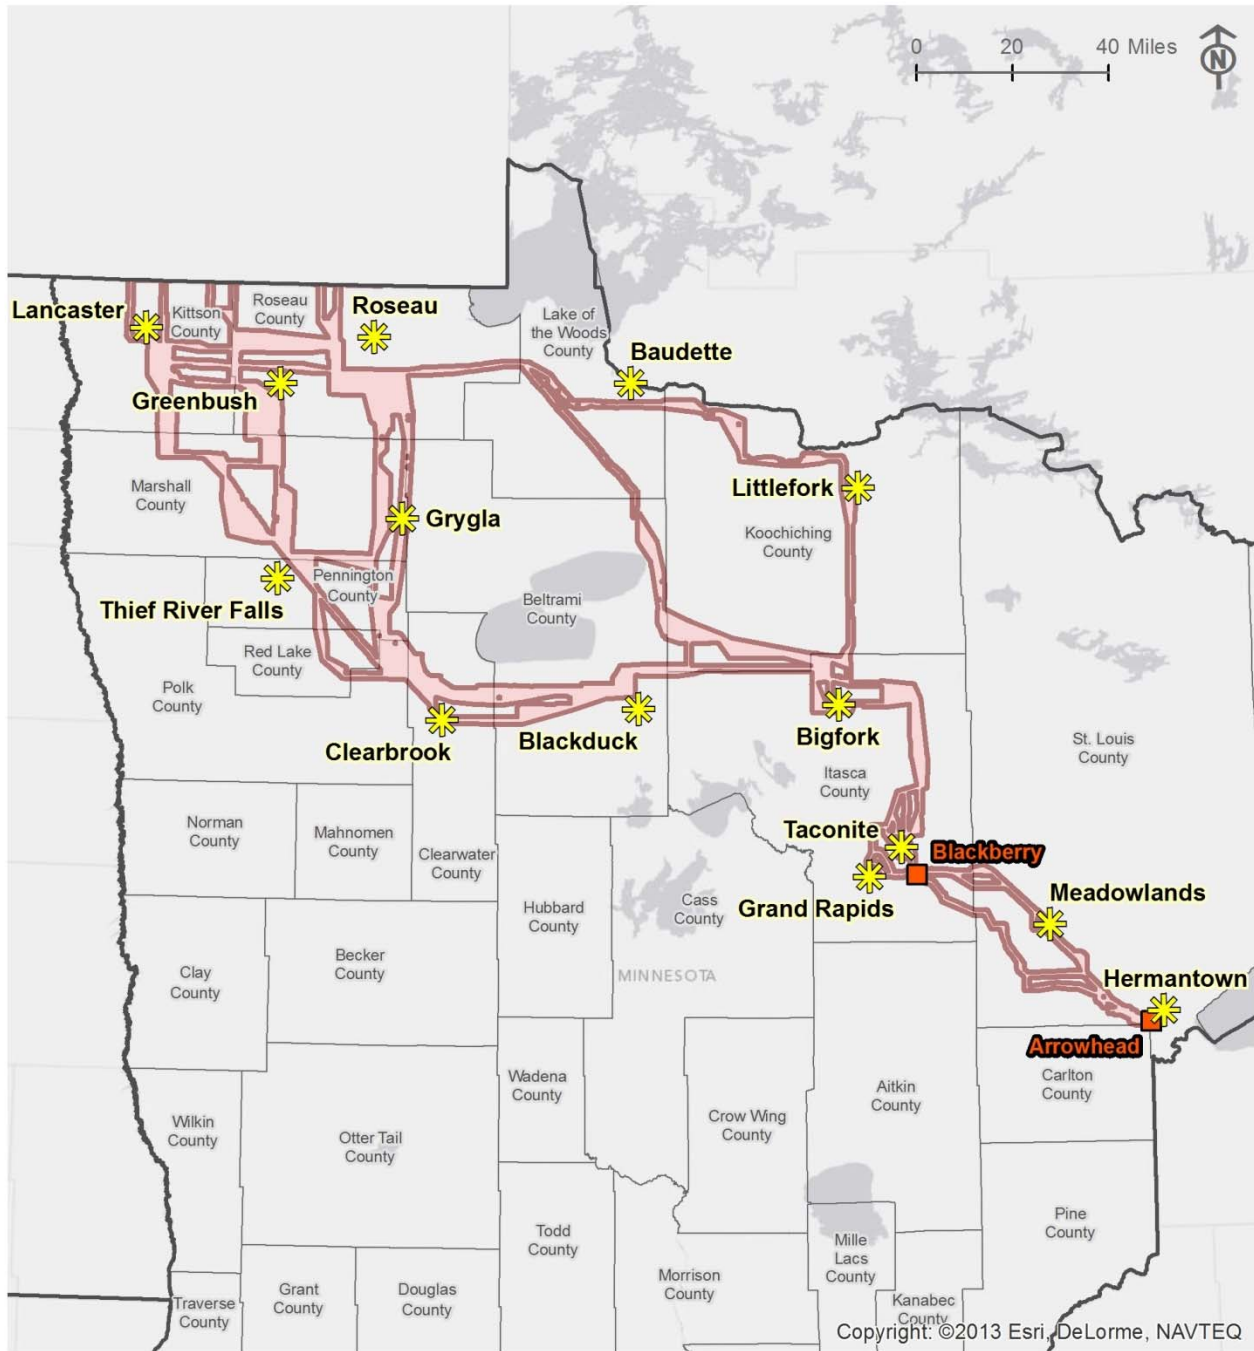 0 20 40 Miles
N
Lancaster
Kittson
County
Roseau
County
Roseau
Lake of
the Woods
County
Baudette
Greenbush
Marshall
County
Grygla
Littlefork
Koochiching
County
Thief River Falls
Pennington
County
Beltrami
County
Red Lake
County
Polk
County
Clearbrook
Blackduck
Bigfork
St. Louis
County
Itasca
County
Norman
County
Mahnomen
County
Clearwater
County
Taconite
Blackberry
Grand Rapids
Meadowlands
Hubbard
County
Cass
County
Becker
County
Clay
County
MINNESOTA
Hermantown
Arrowhead
Wadena
County
Carlton
County
Aitkin
County
Crow Wing
County
Wilkin
County
Otter Tail
County
Todd
County
Pine
County
Mille
Lacs
County
Morrison
County
Grant
County
Douglas
County
Traverse
County
Kanabec
County
Copyright: ©2013 Esri, DeLorme, NAVTEQ